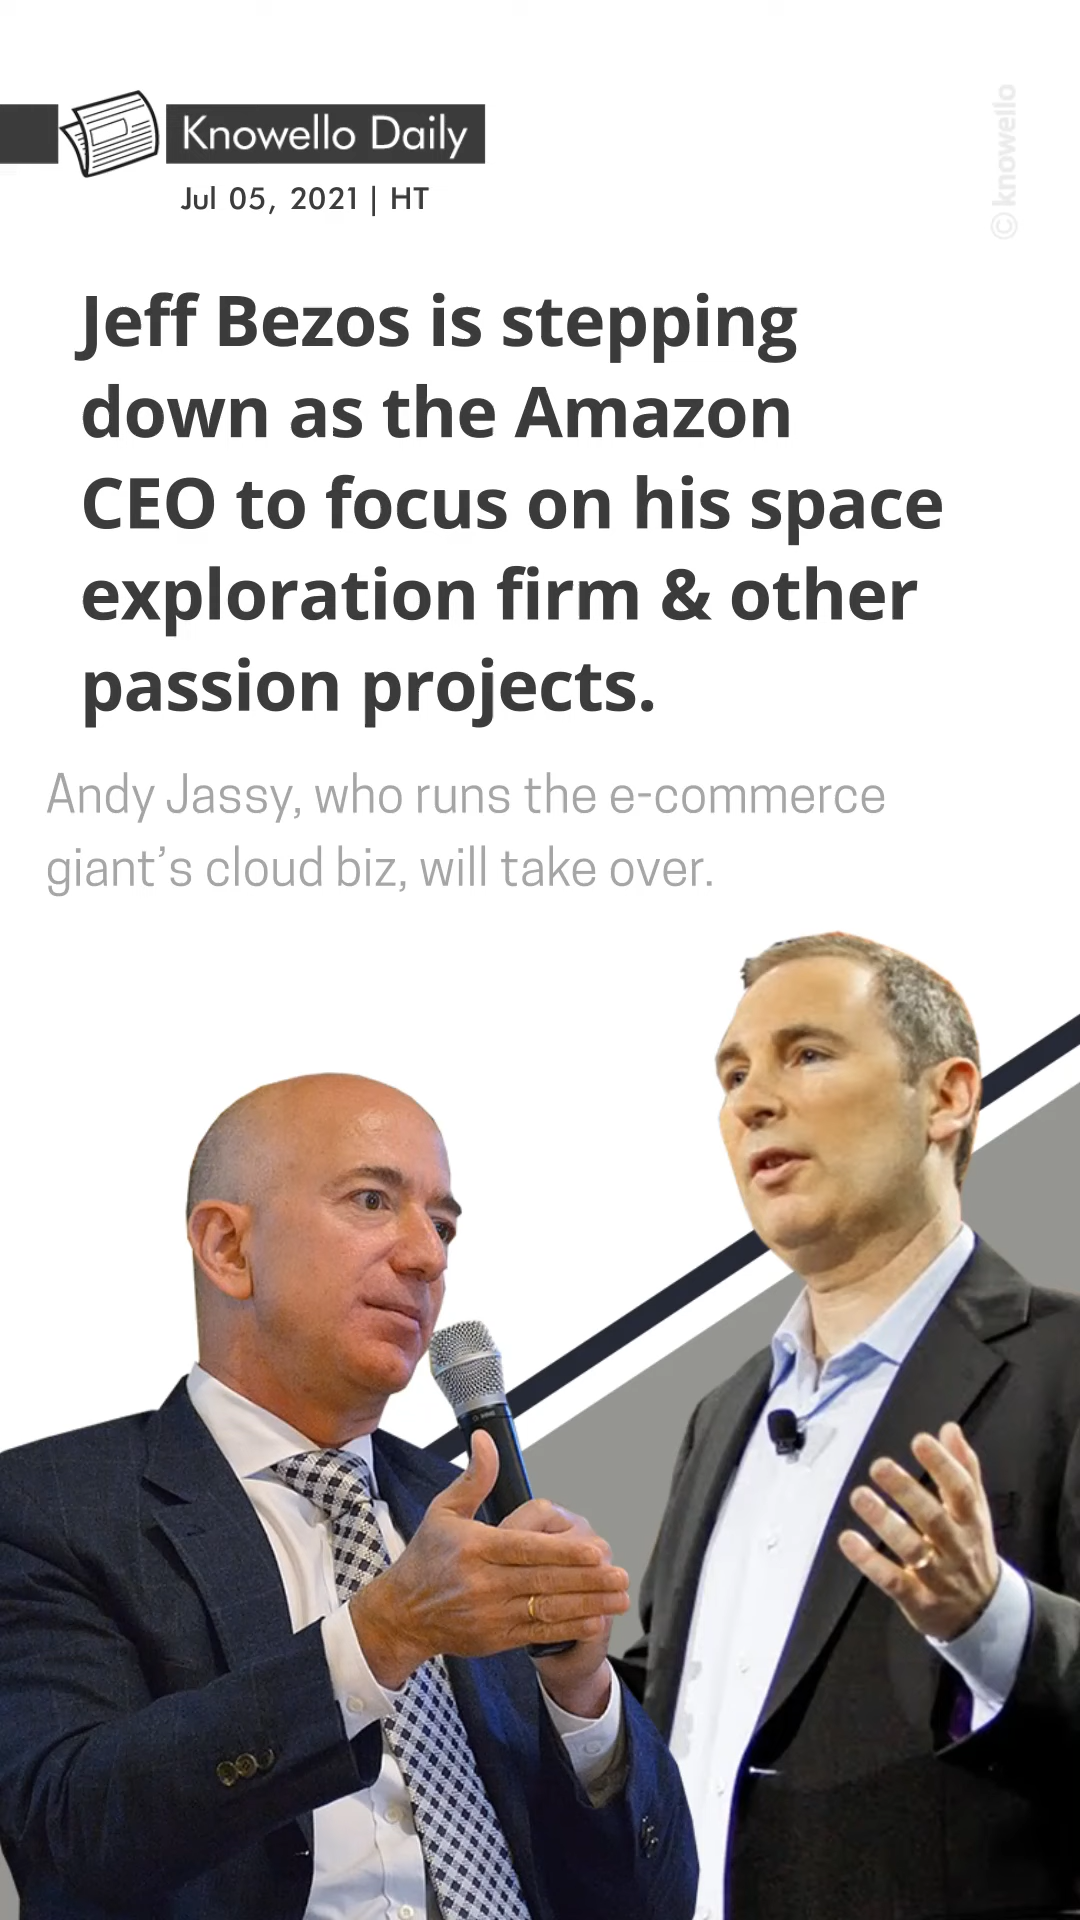 Knowello Daily
Jul 05, 2021 | HT
©knowello
Jeff Bezos is stepping
down as the Amazon
CEO to focus on his space
exploration firm & other
passion projects.
Andy Jassy, who runs the e-commerce
giant’s cloud biz, will take over.